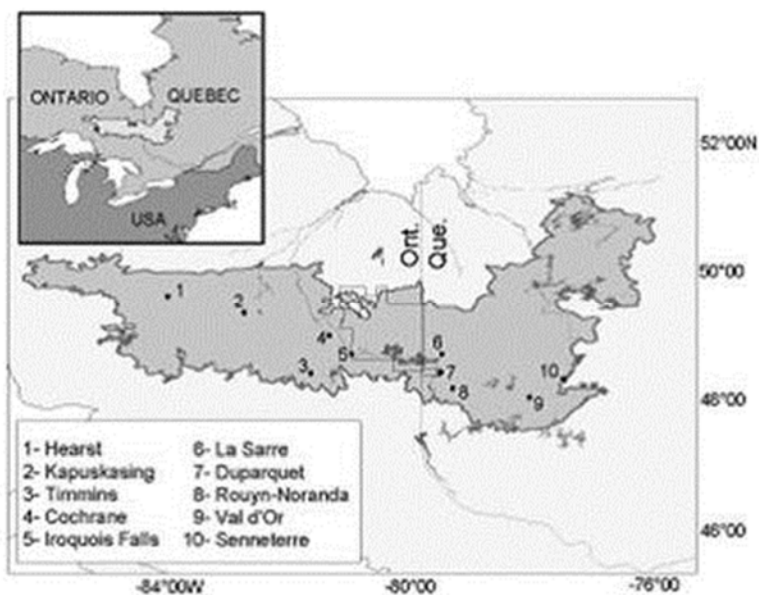 ONTARIO QUEBEC
USA
52°00N
Ont.
Que.
50°00
1
2
4
6
5
3
7
10
8
9
48°00
1- Hearst
2- Kapuskasing
3- Timmins
4- Cochrane
5- Iroquois Falls
6- La Sarre
7- Duparquet
8- Rouyn-Noranda
9- Val d'Or
10- Senneterre
46°00
-84°00W -80°00 -76°00